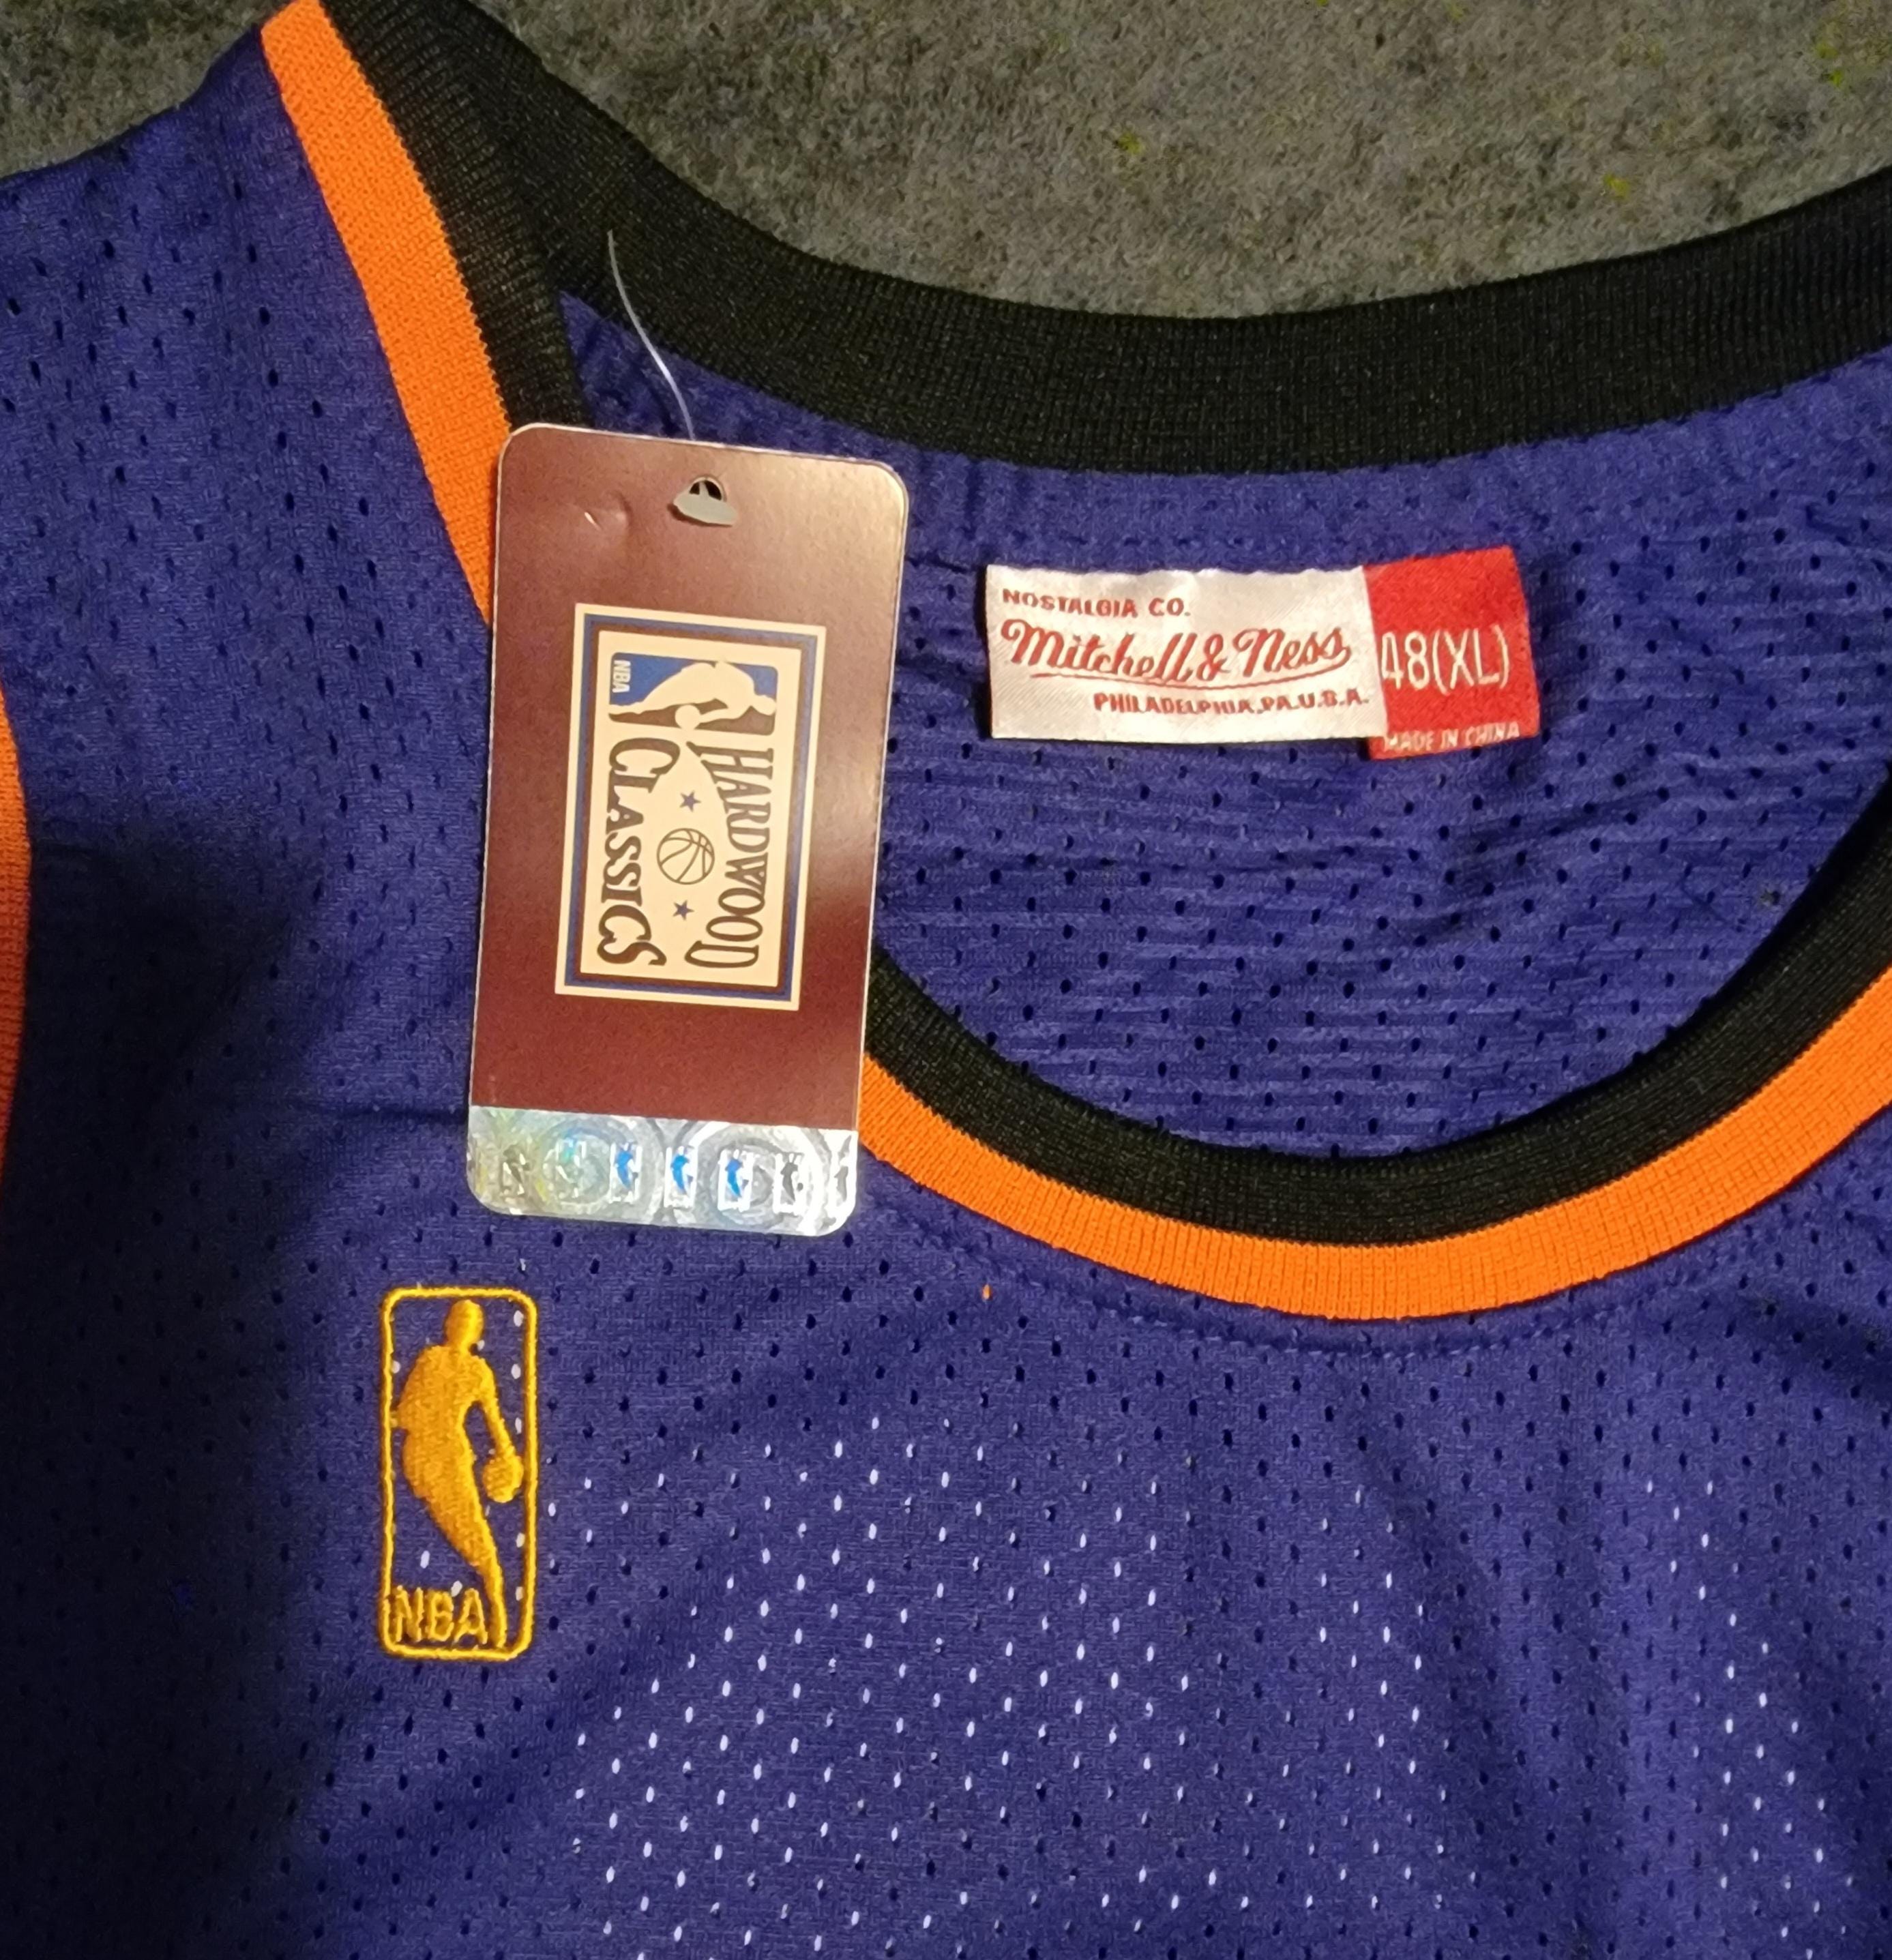 NBA
HARDWOOD
CLASSICS
NOSTALGIA CO.
Mitchell & Ness
PHILADELPHIA, PA. U.S.A.
48(XL)
MADE IN CHINA
NBA